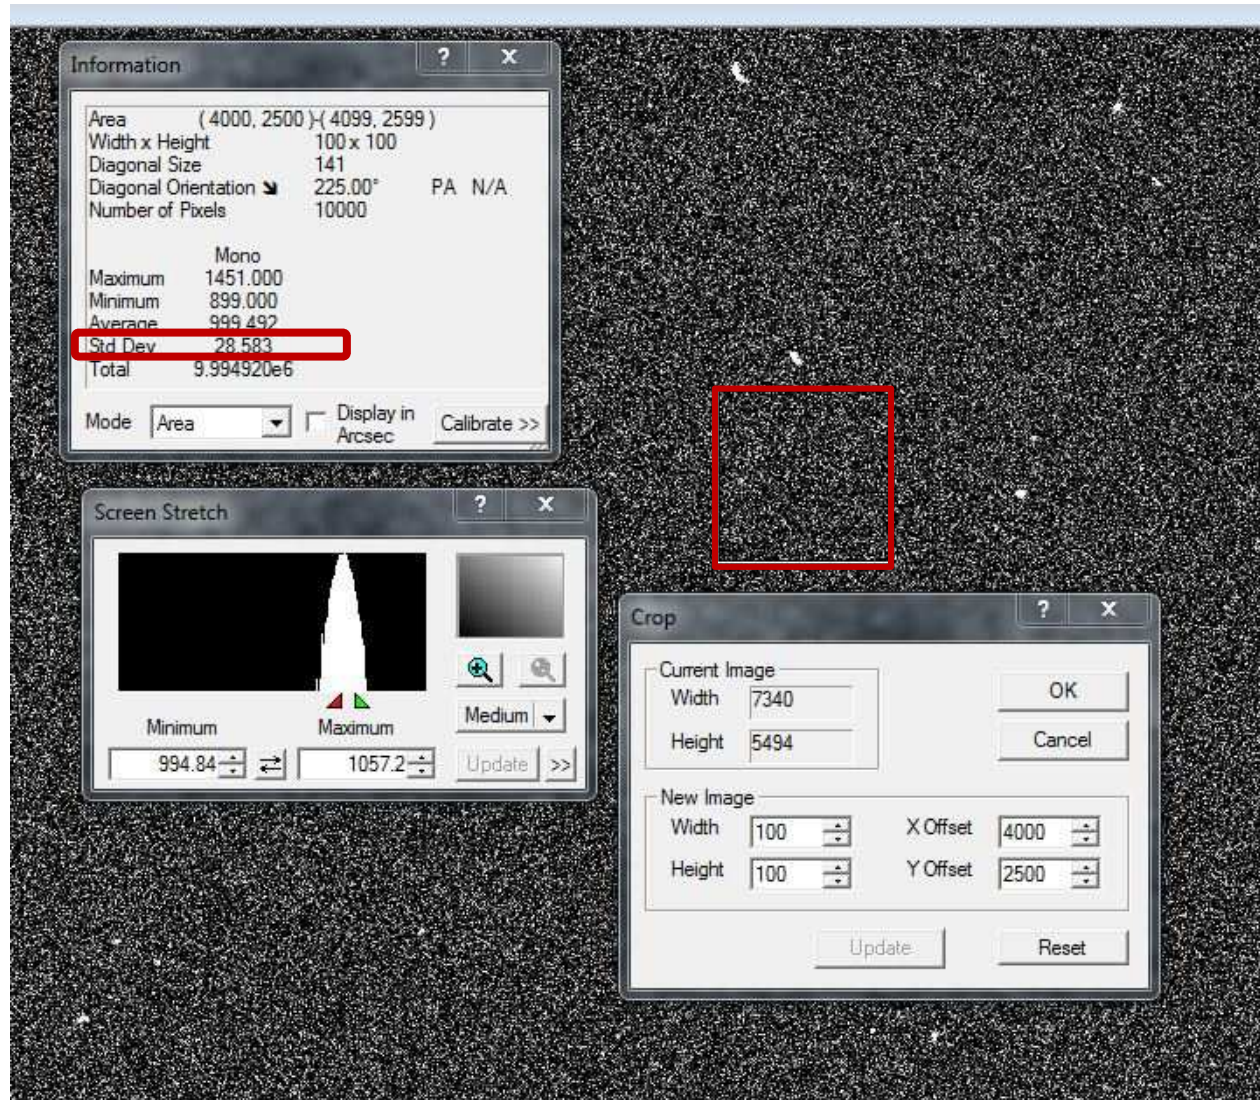 Information
? X
Area ( 4000, 2500 )-( 4099, 2599 )
Width x Height 100 x 100
Diagonal Size 141
Diagonal Orientation 225.00° PA N/A
Number of Pixels 10000
Mono
Maximum 1451.000
Minimum 899.000
Average 999.492
Std Dev 28.583
Total 9.994920e6
Mode Area Display in Arcsec Calibrate >>
Screen Stretch
? X
Medium
Minimum Maximum
994.84 1057.2 Update >>
Crop
? X
Current Image
Width 7340 OK
Height 5494 Cancel
New Image
Width 100 X Offset 4000
Height 100 Y Offset 2500
Update Reset